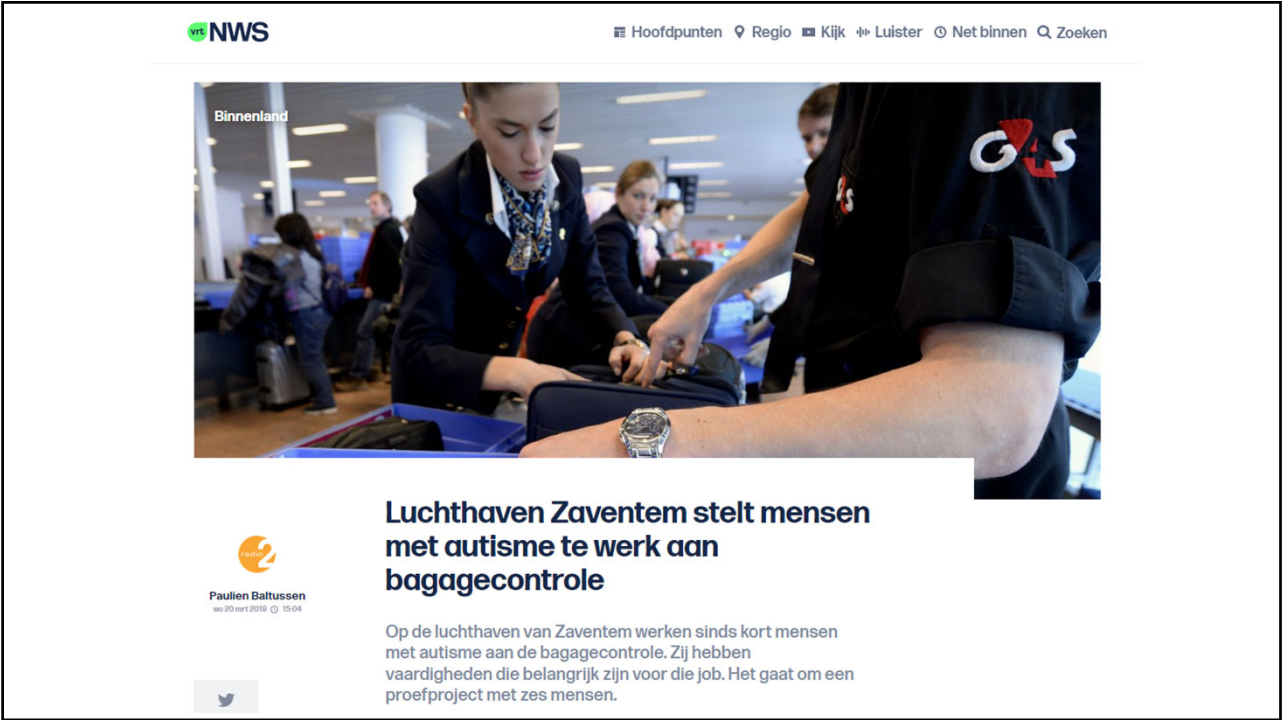 vrt NWS
Hoofdpunten Regio Kijk Luister Net binnen Zoeken
Binnenland
G4S
4S
Luchthaven Zaventem stelt mensen
met autisme te werk aan
bagagecontrole
radio 2
Paulien Baltussen
wo 20 mrt 2019 15:04
Op de luchthaven van Zaventem werken sinds kort mensen
met autisme aan de bagagecontrole. Zij hebben
vaardigheden die belangrijk zijn voor die job. Het gaat om een
proefproject met zes mensen.